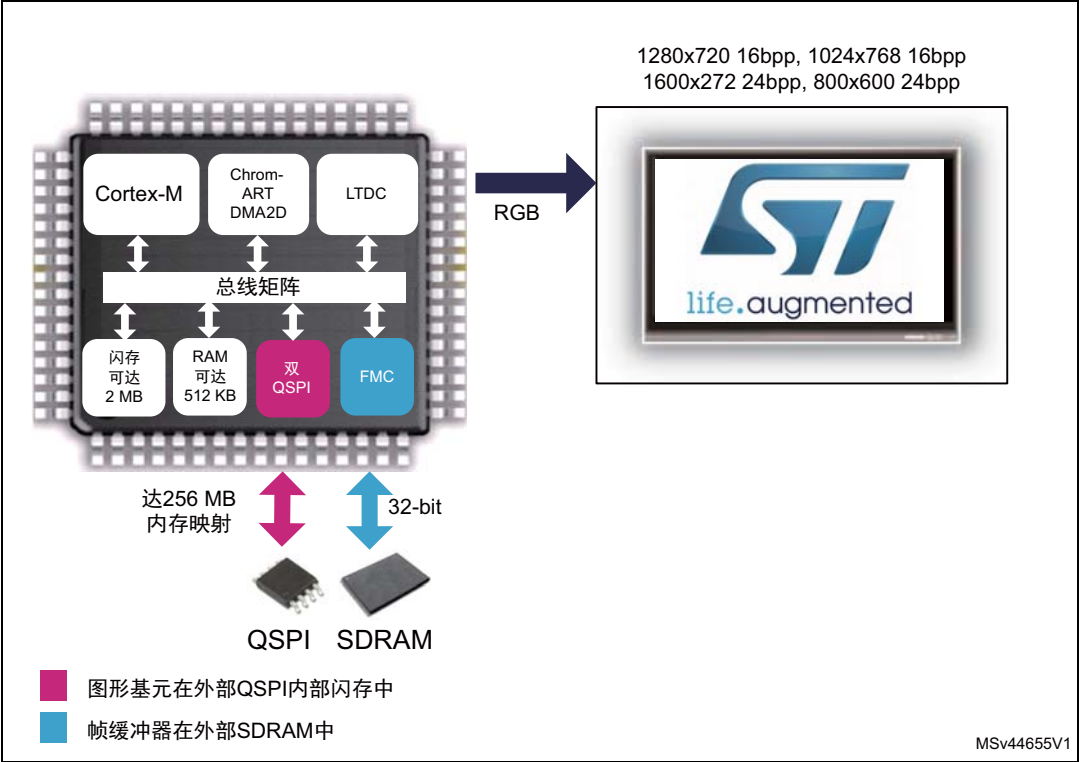 1280x720 16bpp, 1024x768 16bpp
1600x272 24bpp, 800x600 24bpp
Cortex-M
Chrom-
ART
DMA2D
LTDC
RGB
总线矩阵
闪存
可达
2 MB
RAM
可达
512 KB
双
QSPI
FMC
ST
life.augmented
达256 MB
内存映射
32-bit
QSPI
SDRAM
图形基元在外部QSPI内部闪存中
帧缓冲器在外部SDRAM中
MSv44655V1